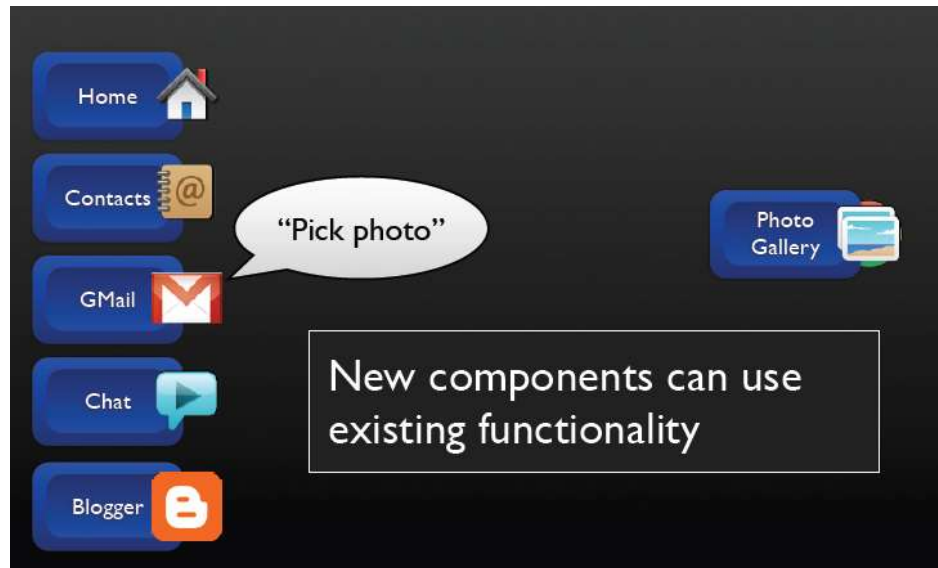 Home
Contacts
@
"Pick photo"
GMail
Photo
Gallery
New components can use
existing functionality
Chat
Blogger